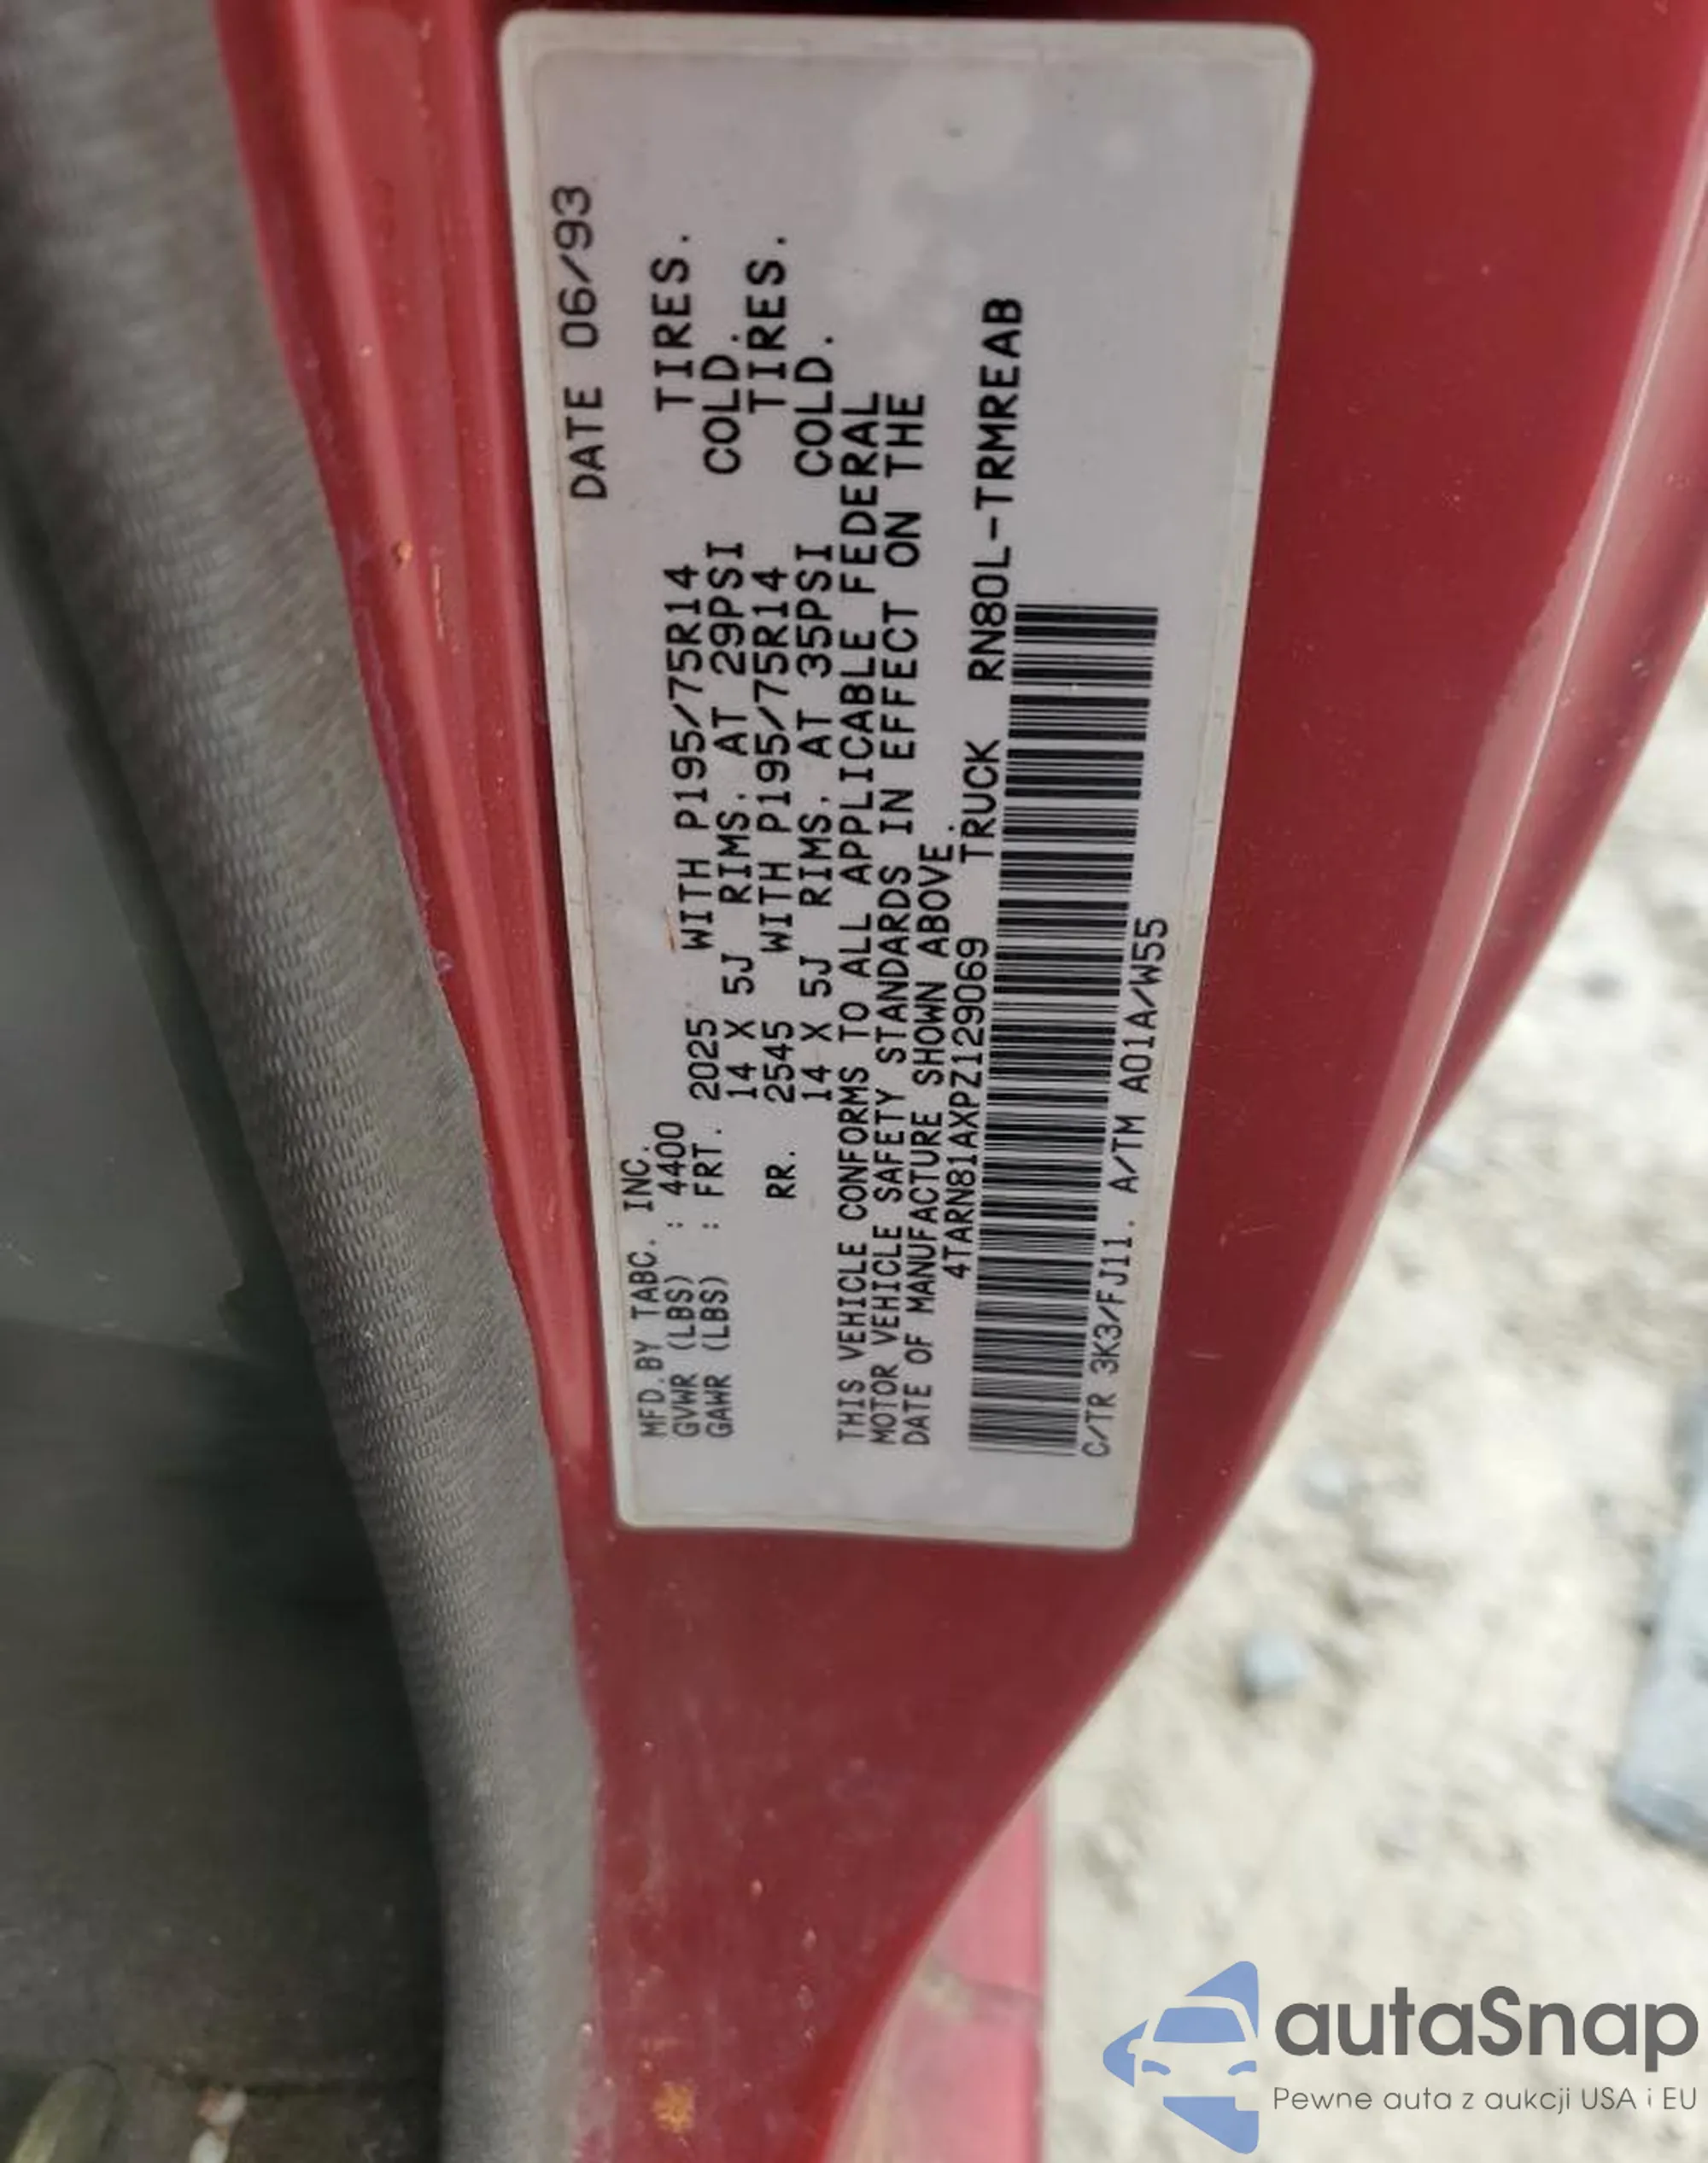 MFD.BY TABC. INC. DATE 06/93
GVWR (LBS) : 4400
GAWR (LBS) : FRT. 2025 WITH P195/75R14 TIRES.
14 X 5J RIMS. AT 29PSI COLD.
RR. 2545 WITH P195/75R14 TIRES.
14 X 5J RIMS. AT 35PSI COLD.
THIS VEHICLE CONFORMS TO ALL APPLICABLE FEDERAL
MOTOR VEHICLE SAFETY STANDARDS IN EFFECT ON THE
DATE OF MANUFACTURE SHOWN ABOVE.
4TARN81AXPZ129069 TRUCK RN80L-TRMREAB
C/TR 3K3/FJ11. A/TM A01A/W55
autaSnap
Pewne auta z aukcji USA i EU